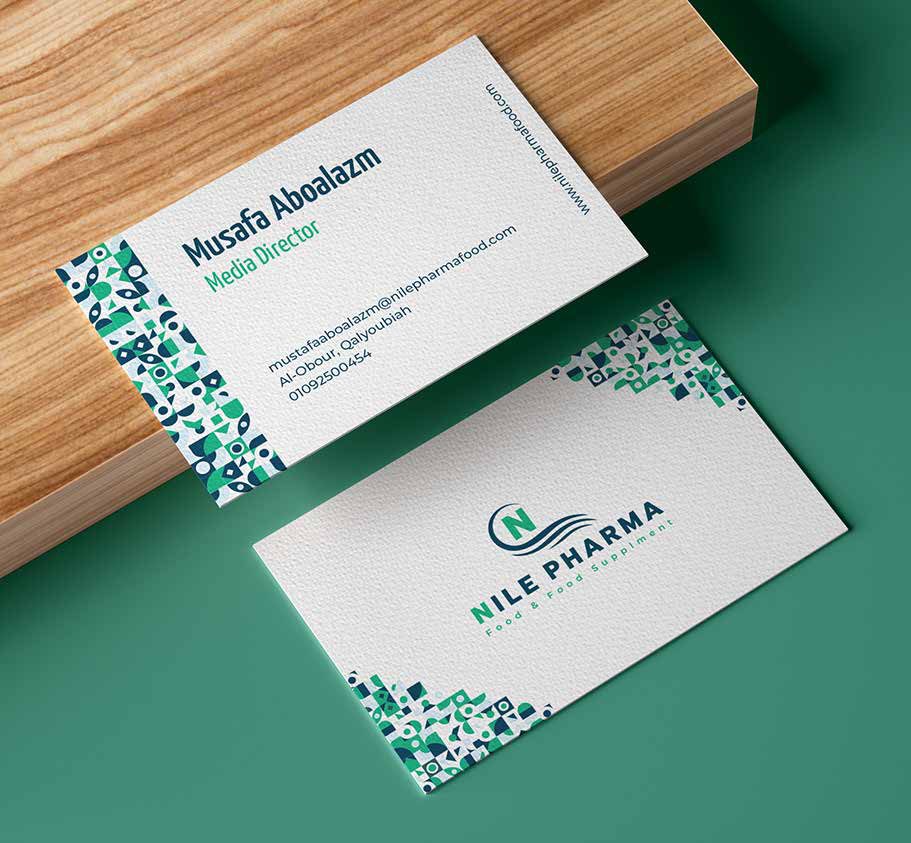 Musafa Aboalazm
Media Director
mustafaaboalazm@nilepharmafood.com
Al-Obour, Qalyoubiah
01092500454
www.nilepharmafood.com
N
NILE PHARMA
Food & Food Suppliment